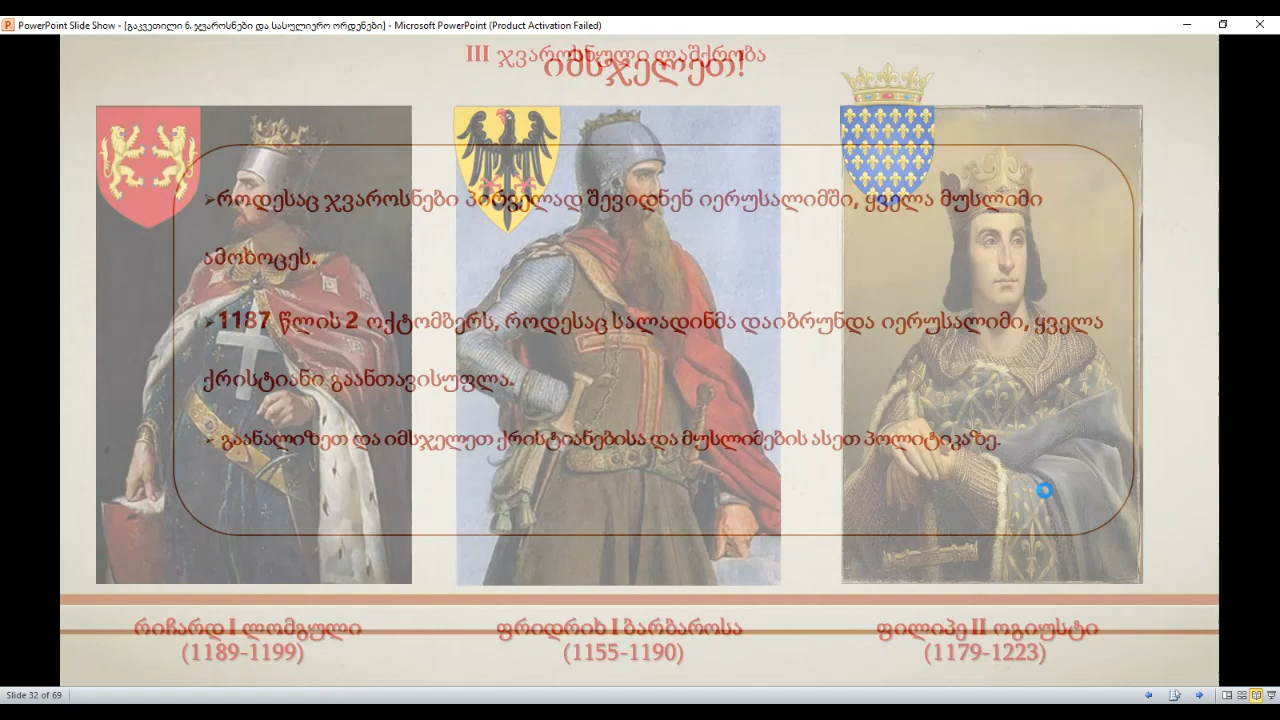 PowerPoint Slide Show - [გაკვეთილი 6. ჯვაროსნები და სასულიერო ორდენები] - Microsoft PowerPoint (Product Activation Failed)
III ჯვაროსნული ლაშქრობა
იმსჯელეთ!
როდესაც ჯვაროსნები პირველად შევიდნენ იერუსალიმში, ყველა მუსლიმი
ამოხოცეს.
1187 წლის 2 ოქტომბერს, როდესაც სალადინმა დაიბრუნდა იერუსალიმი, ყველა
ქრისტიანი გაანთავისუფლა.
გაანალიზეთ და იმსჯელეთ ქრისტიანებისა და მუსლიმების ასეთ პოლიტიკაზე.
რიჩარდ I ლომგული
(1189-1199)
ფრიდრიხ I ბარბაროსა
(1155-1190)
ფილიპე II ოგიუსტი
(1179-1223)
Slide 32 of 69